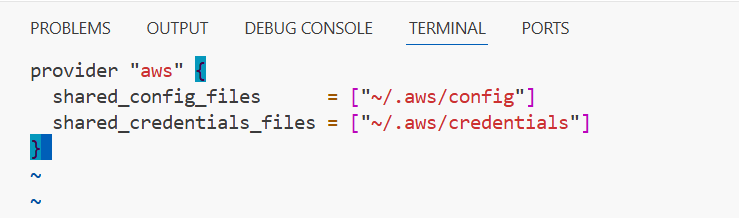 PROBLEMS OUTPUT DEBUG CONSOLE TERMINAL PORTS
provider "aws" {
  shared_config_files      = ["~/.aws/config"]
  shared_credentials_files = ["~/.aws/credentials"]
}
~
~